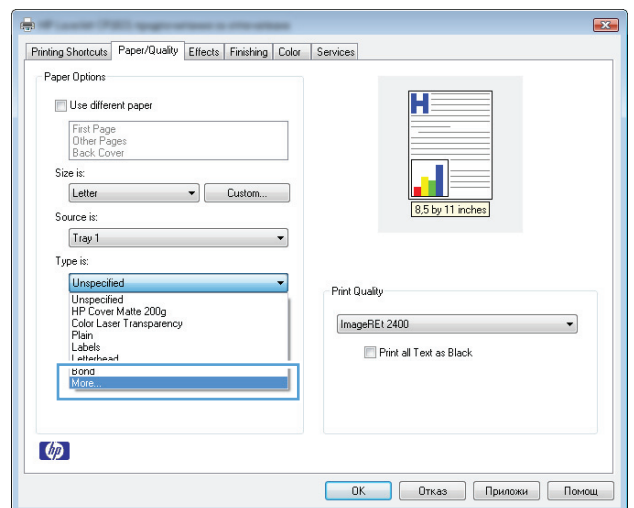 Printing Shortcuts Paper/Quality Effects Finishing Color Services
Paper Options
Use different paper
First Page
Other Pages
Back Cover
Size is:
Letter Custom...
Source is:
Tray 1
Type is:
Unspecified
Unspecified
HP Cover Matte 200g
Color Laser Transparency
Plain
Labels
Letterhead
Bond
More...
H
8,5 by 11 inches
Print Quality
ImageREt 2400
Print all Text as Black
hp
OK Отказ Приложи Помощ